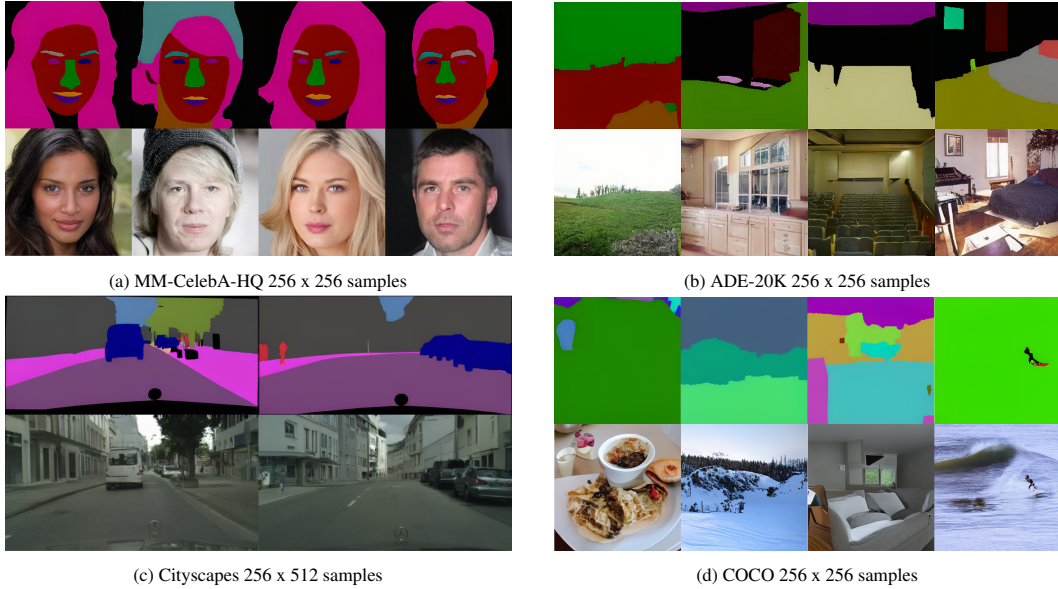 (a) MM-CelebA-HQ 256 x 256 samples
(b) ADE-20K 256 x 256 samples
(c) Cityscapes 256 x 512 samples
(d) COCO 256 x 256 samples